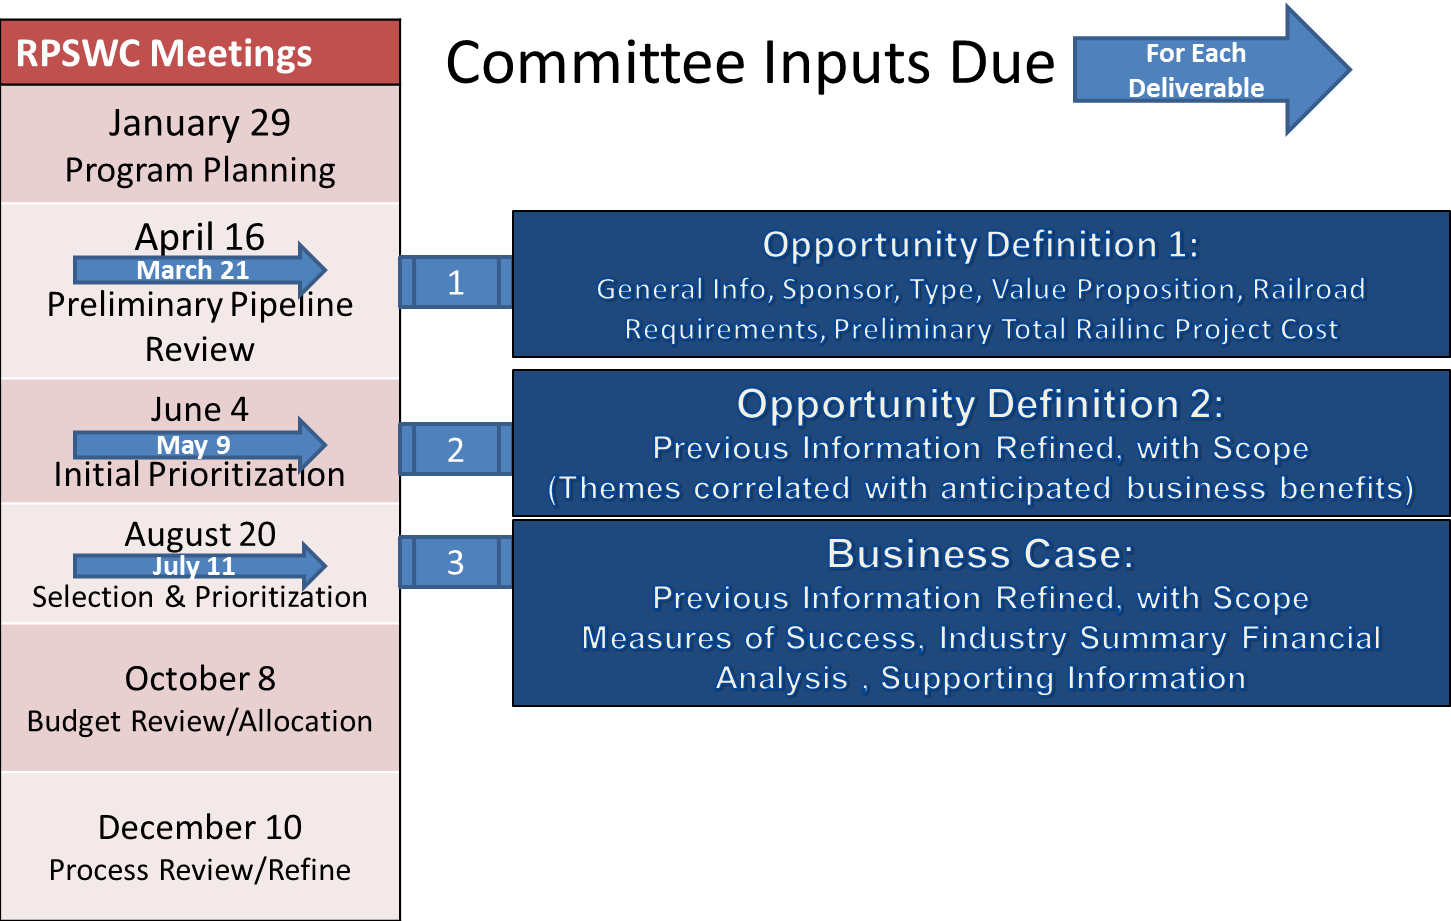 RPSWC Meetings
Committee Inputs Due
For Each
Deliverable
January 29
Program Planning
April 16
March 21
Preliminary Pipeline
Review
1
Opportunity Definition 1:
General Info, Sponsor, Type, Value Proposition, Railroad
Requirements, Preliminary Total Railinc Project Cost
June 4
May 9
Initial Prioritization
2
Opportunity Definition 2:
Previous Information Refined, with Scope
(Themes correlated with anticipated business benefits)
August 20
July 11
Selection & Prioritization
3
Business Case:
Previous Information Refined, with Scope
Measures of Success, Industry Summary Financial
Analysis , Supporting Information
October 8
Budget Review/Allocation
December 10
Process Review/Refine